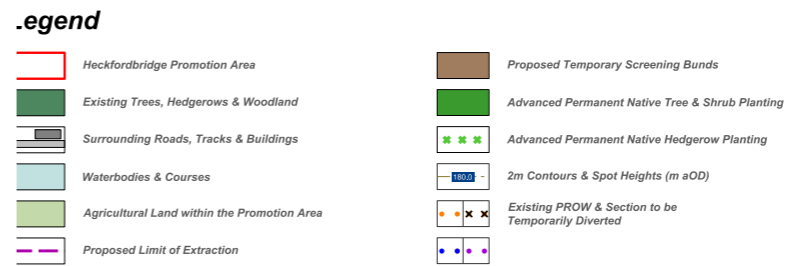 .egend
Heckfordbridge Promotion Area
Existing Trees, Hedgerows & Woodland
Surrounding Roads, Tracks & Buildings
Waterbodies & Courses
Agricultural Land within the Promotion Area
Proposed Limit of Extraction
Proposed Temporary Screening Bunds
Advanced Permanent Native Tree & Shrub Planting
Advanced Permanent Native Hedgerow Planting
180.0
2m Contours & Spot Heights (m aOD)
Existing PROW & Section to be
Temporarily Diverted